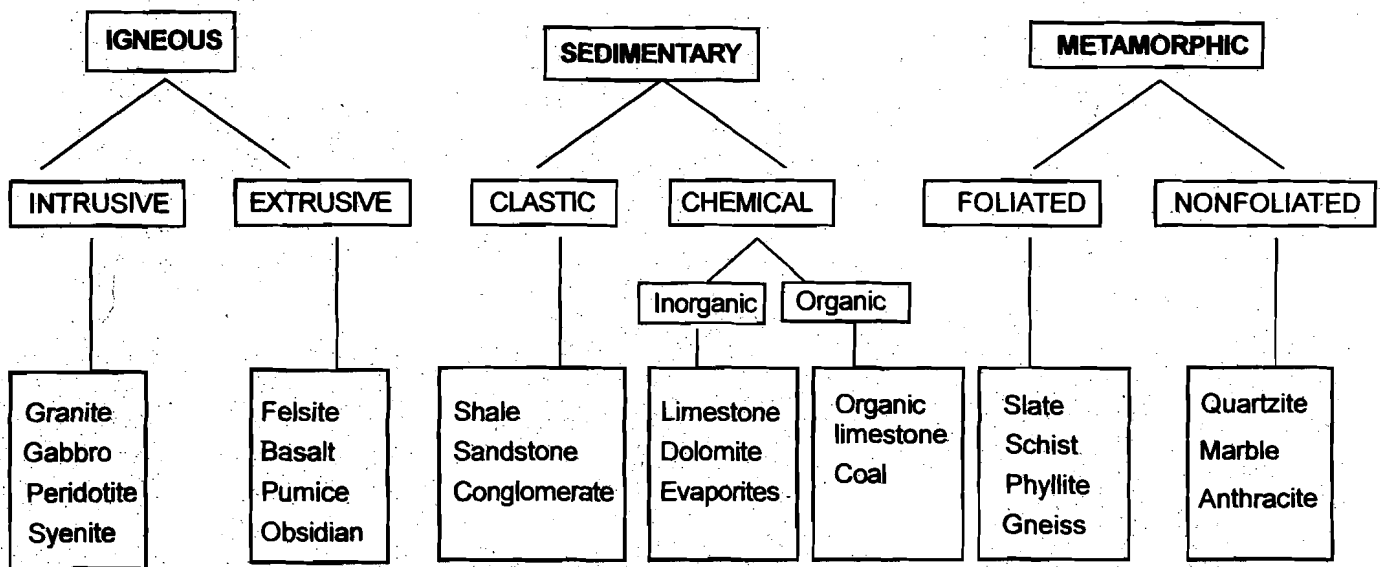 IGNEOUS
SEDIMENTARY
METAMORPHIC
INTRUSIVE
EXTRUSIVE
CLASTIC
CHEMICAL
FOLIATED
NONFOLIATED
Inorganic
Organic
Granite
Gabbro
Peridotite
Syenite
Felsite
Basalt
Pumice
Obsidian
Shale
Sandstone
Conglomerate
Limestone
Dolomite
Evaporites
Organic
limestone
Coal
Slate
Schist
Phyllite
Gneiss
Quartzite
Marble
Anthracite